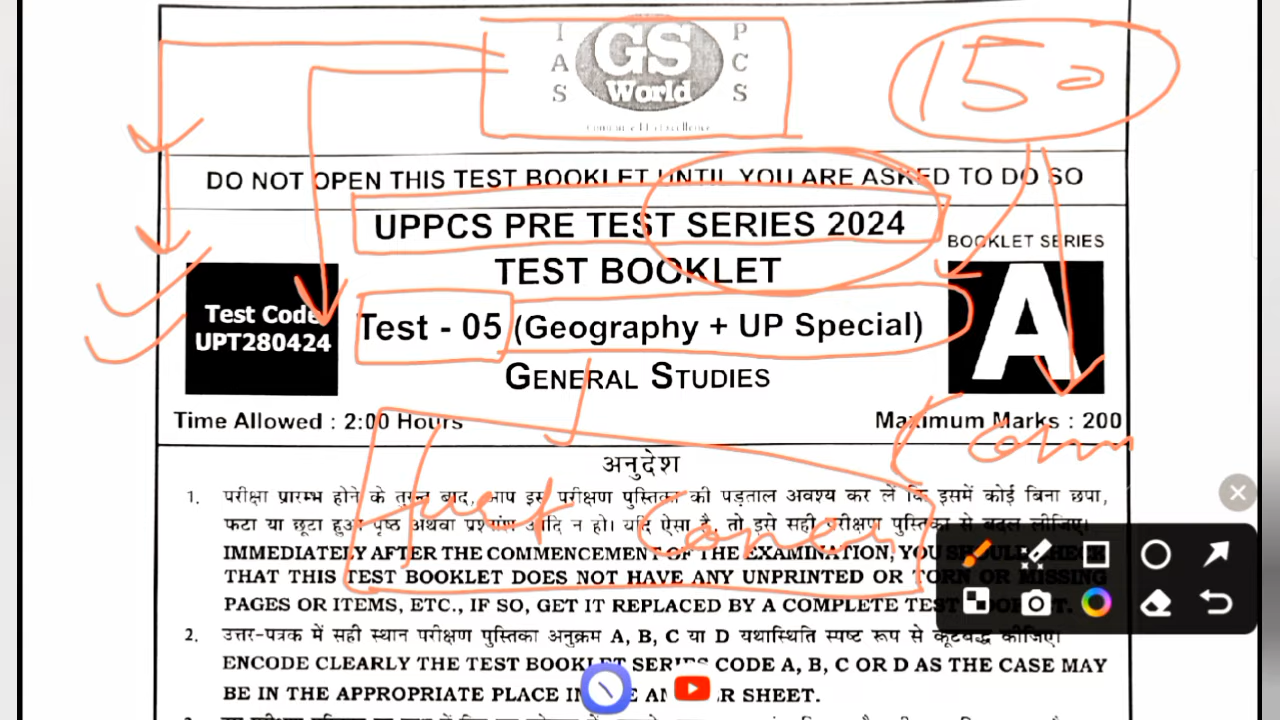 I A S GS World P C S
150
DO NOT OPEN THIS TEST BOOKLET UNTIL YOU ARE ASKED TO DO SO
UPPCS PRE TEST SERIES 2024
BOOKLET SERIES
TEST BOOKLET
A
Test Code
UPT280424
Test - 05 (Geography + UP Special)
GENERAL STUDIES
Time Allowed : 2:00 Hours
Maximum Marks : 200
अनुदेश
1. परीक्षा प्रारम्भ होने के तुरन्त बाद, आप इस परीक्षण पुस्तिका की पड़ताल अवश्य कर लें कि इसमें कोई बिना छपा,
फटा या छूटा हुआ पृष्ठ अथवा प्रश्नांश आदि न हो। यदि ऐसा है, तो इसे सही परीक्षण पुस्तिका से बदल लीजिए।
IMMEDIATELY AFTER THE COMMENCEMENT OF THE EXAMINATION, YOU SHOULD CHECK
THAT THIS TEST BOOKLET DOES NOT HAVE ANY UNPRINTED OR TORN OR MISSING
PAGES OR ITEMS, ETC., IF SO, GET IT REPLACED BY A COMPLETE TEST BOOKLET.
2. उत्तर-पत्रक में सही स्थान परीक्षण पुस्तिका अनुक्रम A, B, C या D यथास्थिति स्पष्ट रूप से कूटबद्ध कीजिए।
ENCODE CLEARLY THE TEST BOOKLET SERIES CODE A, B, C OR D AS THE CASE MAY
BE IN THE APPROPRIATE PLACE IN THE ANSWER SHEET.